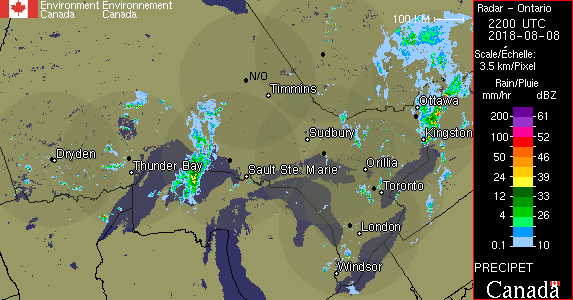 Environment Environnement
Canada Canada
100 KM
N/O
Timmins
Ottawa
Sudbury
Kingston
Dryden
Thunder Bay
Sault Ste. Marie
Orillia
Toronto
London
Windsor
Radar - Ontario
2200 UTC
2018-08-08
Scale/Échelle:
3.5 km/Pixel
Rain/Pluie
mm/hr dBZ
200 61
100 52
50 46
24 39
12 33
4 26
0.1 10
PRECIPET
Canada